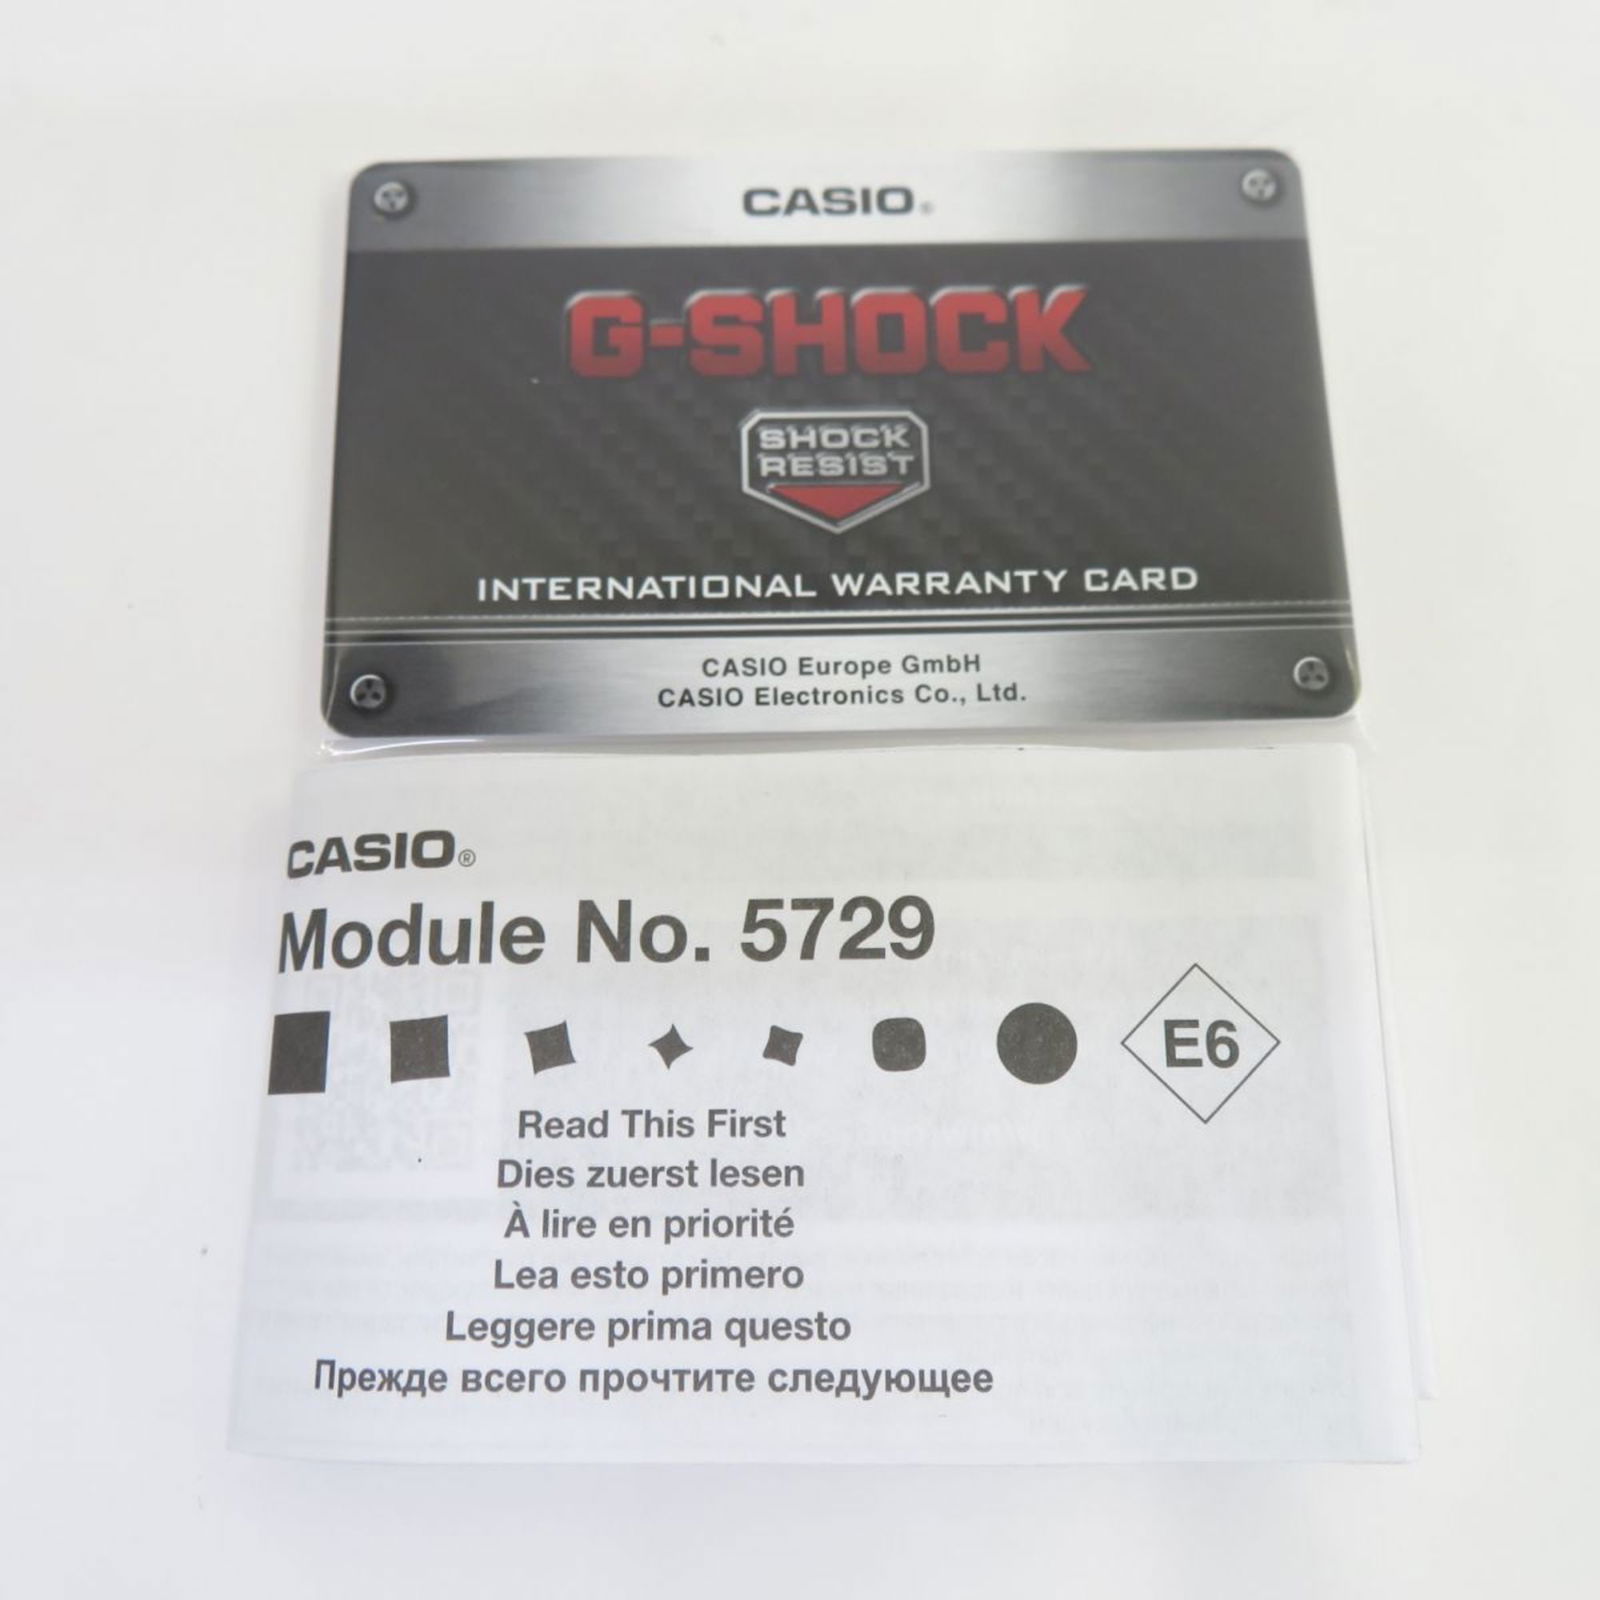 CASIO®
G-SHOCK
SHOCK
RESIST
INTERNATIONAL WARRANTY CARD
CASIO Europe GmbH
CASIO Electronics Co., Ltd.
CASIO®
Module No. 5729
E6
Read This First
Dies zuerst lesen
À lire en priorité
Lea esto primero
Leggere prima questo
Прежде всего прочтите следующее